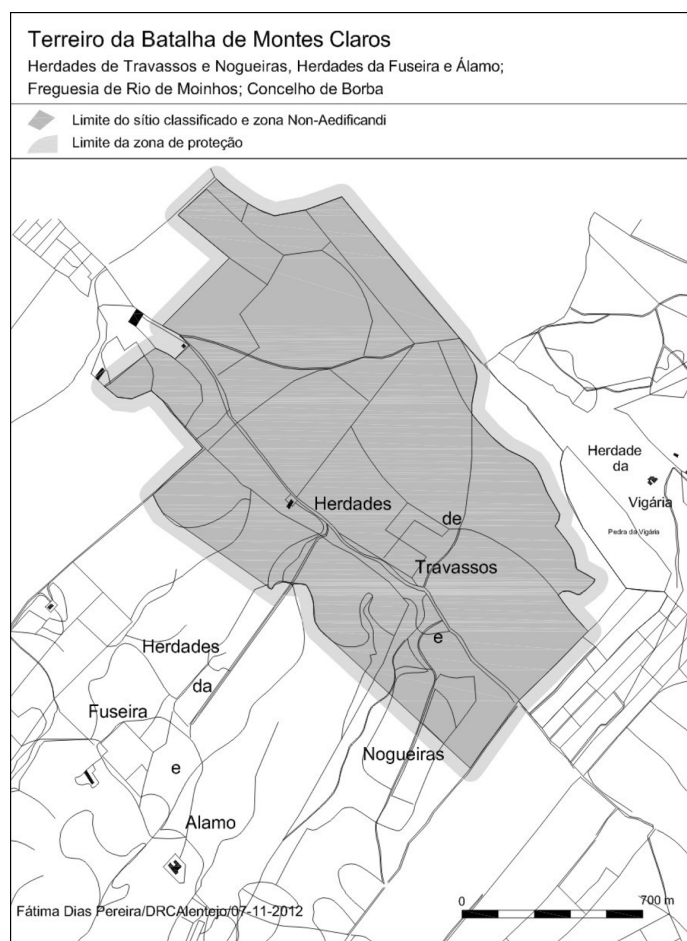 Terreiro da Batalha de Montes Claros
Herdades de Travassos e Nogueiras, Herdades da Fuseira e Álamo;
Freguesia de Rio de Moinhos; Concelho de Borba
Limite do sítio classificado e zona Non-Aedificandi
Limite da zona de proteção
Herdade
da
Vigária
Pedra da Vigária
Herdades
de
Travassos
e
Nogueiras
Herdades
da
Fuseira
e
Alamo
Fátima Dias Pereira/DRCAlentejo/07-11-2012
0 700 m